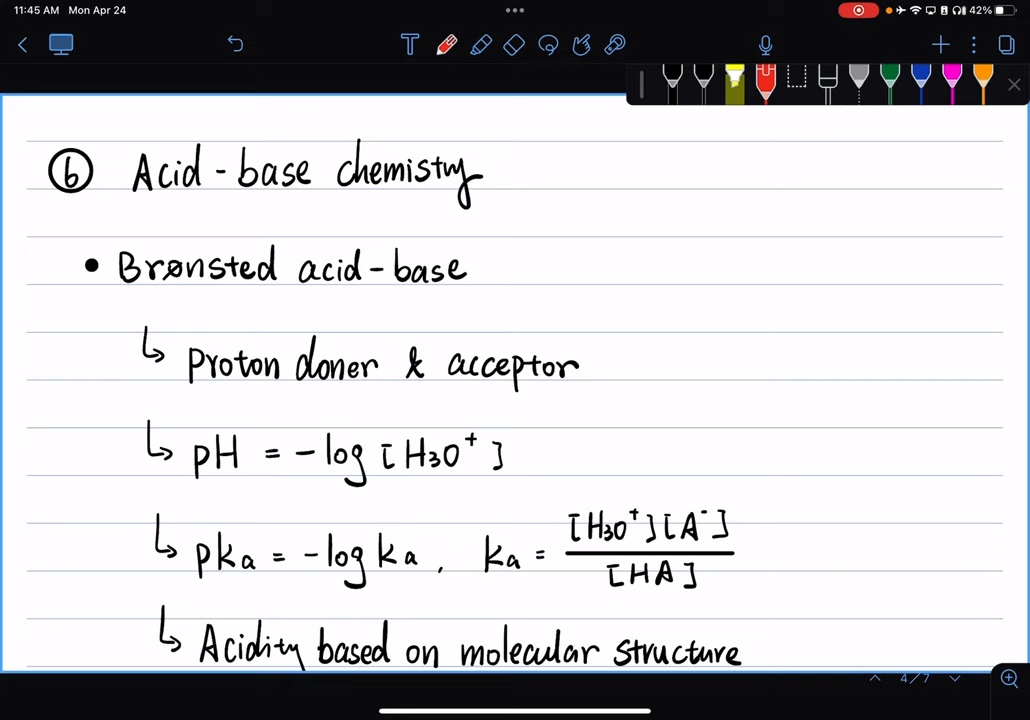 11:45 AM Mon Apr 24
42%
T
⑥ Acid-base chemistry
• Brønsted acid-base
↳ Proton doner & acceptor
↳ pH = -log [H₃O⁺]
↳ pka = -log ka, ka = [H₃O⁺][A⁻] / [HA]
↳ Acidity based on molecular structure
4/7